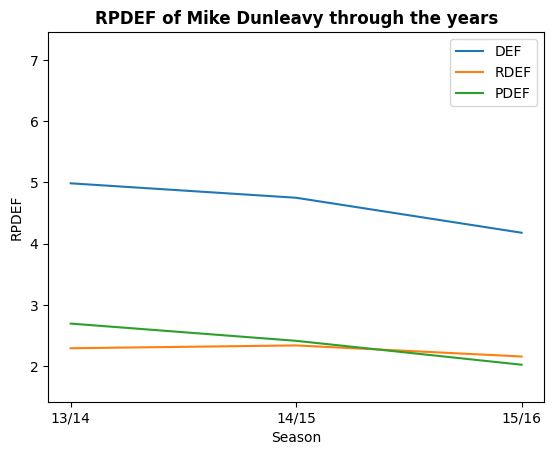 RPDEF of Mike Dunleavy through the years
DEF
RDEF
PDEF
7
6
5
4
3
2
RPDEF
13/14
14/15
15/16
Season